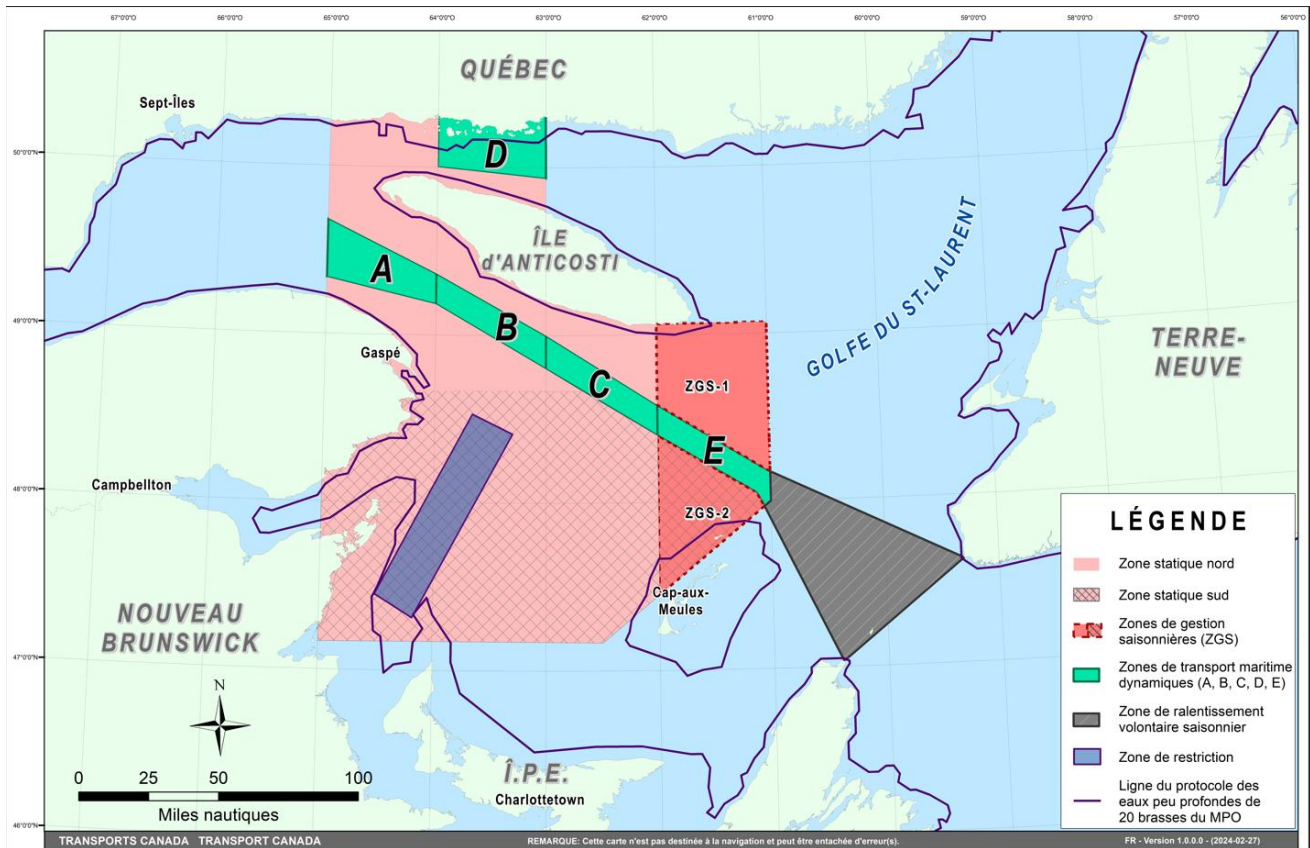 67°0'0"O 66°0'0"O 65°0'0"O 64°0'0"O 63°0'0"O 62°0'0"O 61°0'0"O 60°0'0"O 59°0'0"O 58°0'0"O 57°0'0"O 56°0'0"O
QUÉBEC
Sept-Îles
50°0'0"N
D
ÎLE
d'ANTICOSTI
A
B
C
E
49°0'0"N
Gaspé
ZGS-1
GOLFE DU ST-LAURENT
TERRE-
NEUVE
48°0'0"N
Campbellton
ZGS-2
Cap-aux-
Meules
NOUVEAU
BRUNSWICK
47°0'0"N
N
0 25 50 100
Miles nautiques
Î.P.E.
Charlottetown
46°0'0"N
LÉGENDE
Zone statique nord
Zone statique sud
Zones de gestion
saisonnières (ZGS)
Zones de transport maritime
dynamiques (A, B, C, D, E)
Zone de ralentissement
volontaire saisonnier
Zone de restriction
Ligne du protocole des
eaux peu profondes de
20 brasses du MPO
TRANSPORTS CANADA TRANSPORT CANADA
REMARQUE: Cette carte n'est pas destinée à la navigation et peut être entachée d'erreur(s).
FR - Version 1.0.0.0 - (2024-02-27)